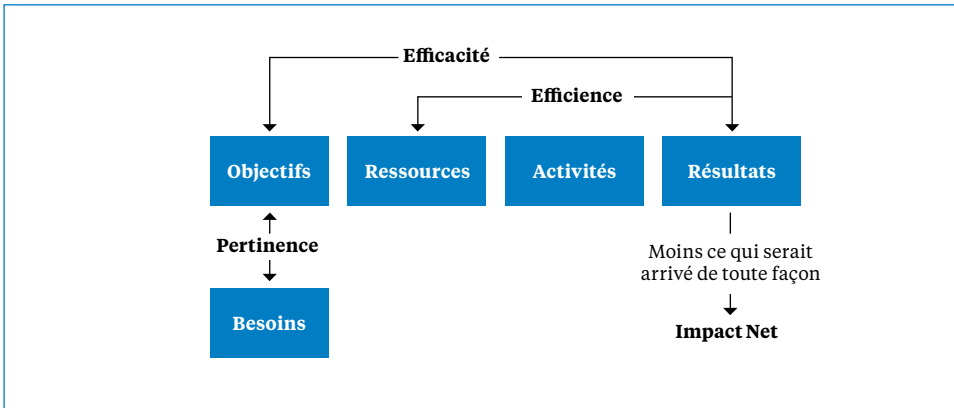 Efficacité
Efficience
Objectifs
Ressources
Activités
Résultats
Pertinence
Moins ce qui serait
arrivé de toute façon
Besoins
Impact Net